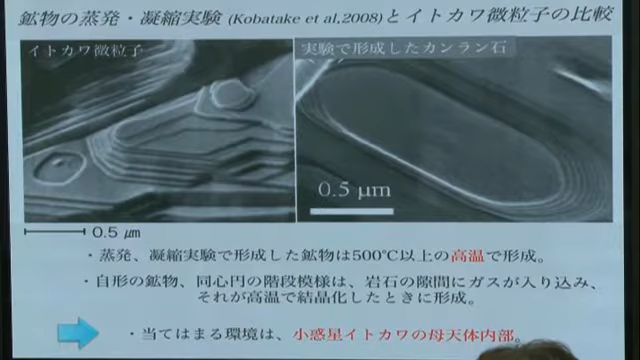 鉱物の蒸発・凝縮実験 (Kobatake et al.2008) とイトカワ微粒子の比較
イトカワ微粒子
実験で形成したカンラン石
0.5 μm
0.5 μm
・蒸発、凝縮実験で形成した鉱物は500℃以上の高温で形成。
・自形の鉱物、同心円の階段模様は、岩石の隙間にガスが入り込み、
それが高温で結晶化したときに形成。
・当てはまる環境は、小惑星イトカワの母天体内部。